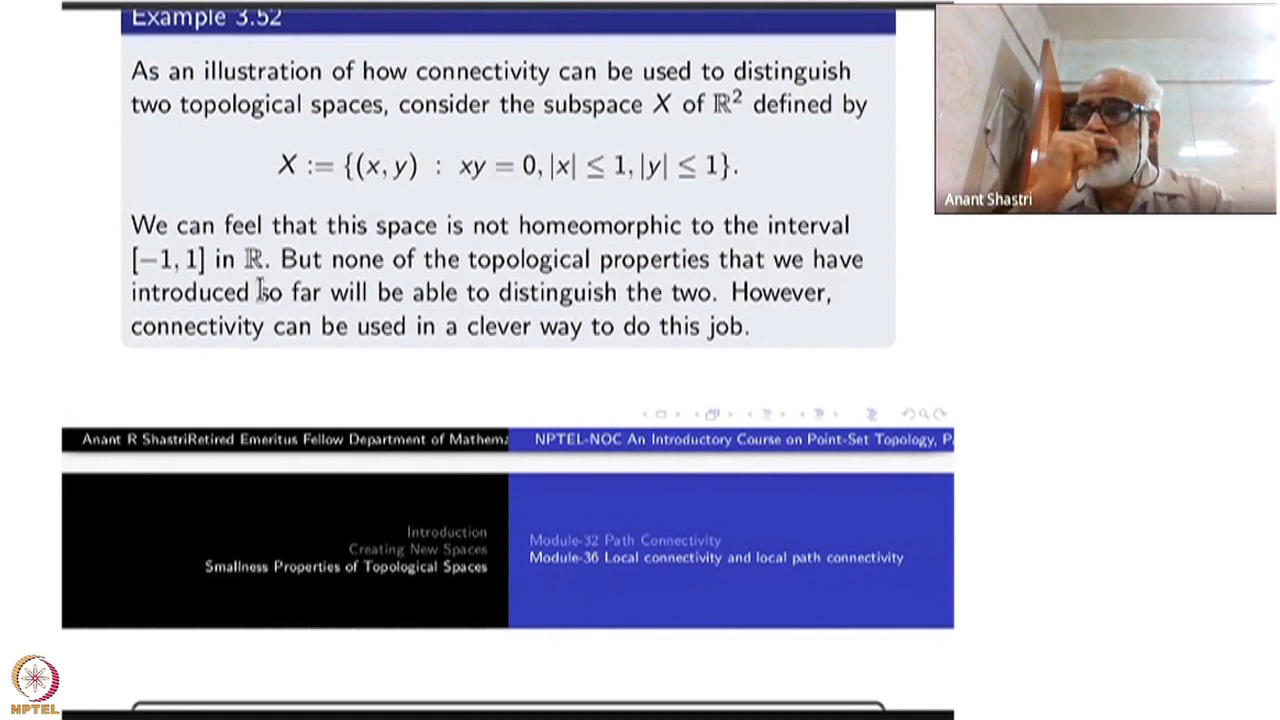 Example 3.52
As an illustration of how connectivity can be used to distinguish
two topological spaces, consider the subspace X of ℝ² defined by
X := {(x, y) : xy = 0, |x| ≤ 1, |y| ≤ 1}.
We can feel that this space is not homeomorphic to the interval
[−1, 1] in ℝ. But none of the topological properties that we have
introduced so far will be able to distinguish the two. However,
connectivity can be used in a clever way to do this job.
Anant Shastri
Anant R ShastriRetired Emeritus Fellow Department of Mathema
NPTEL-NOC An Introductory Course on Point-Set Topology, P
Introduction
Creating New Spaces
Smallness Properties of Topological Spaces
Module-32 Path Connectivity
Module-36 Local connectivity and local path connectivity
NPTEL